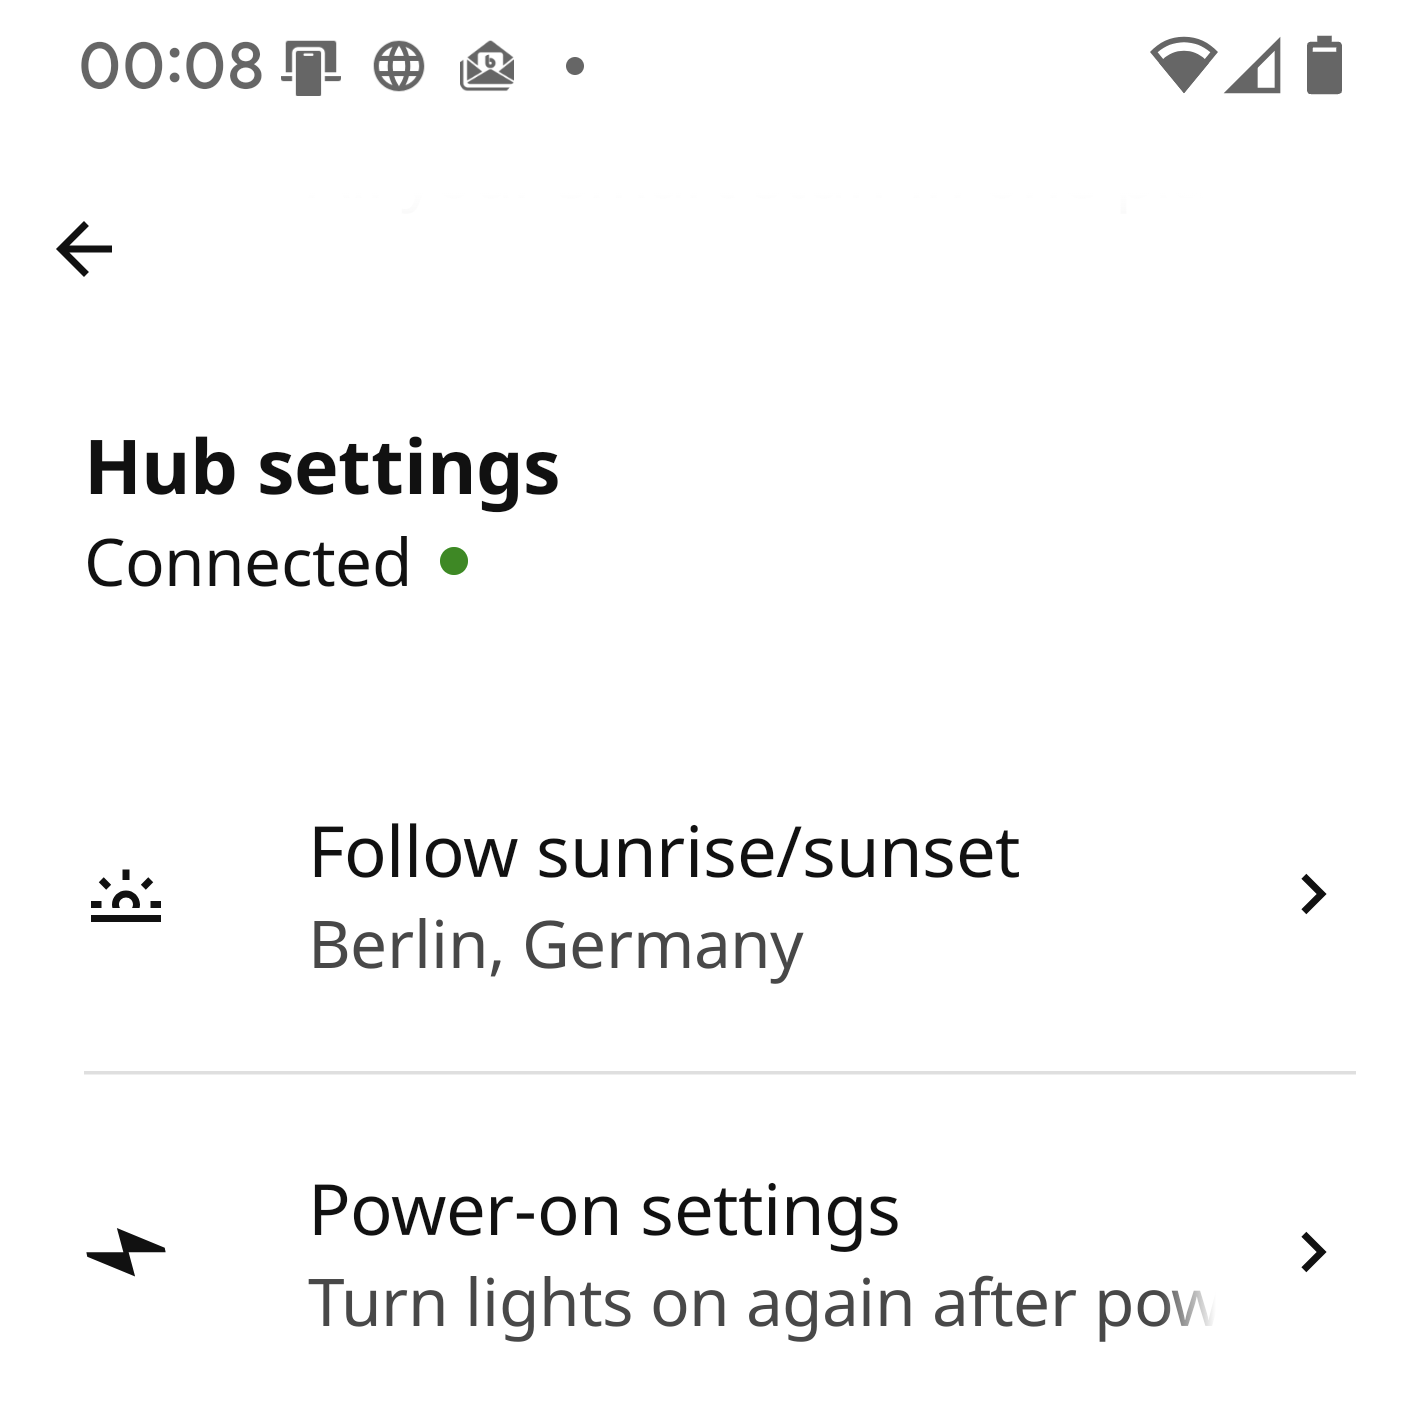 00:08
Hub settings
Connected
Follow sunrise/sunset
Berlin, Germany
Power-on settings
Turn lights on again after pow